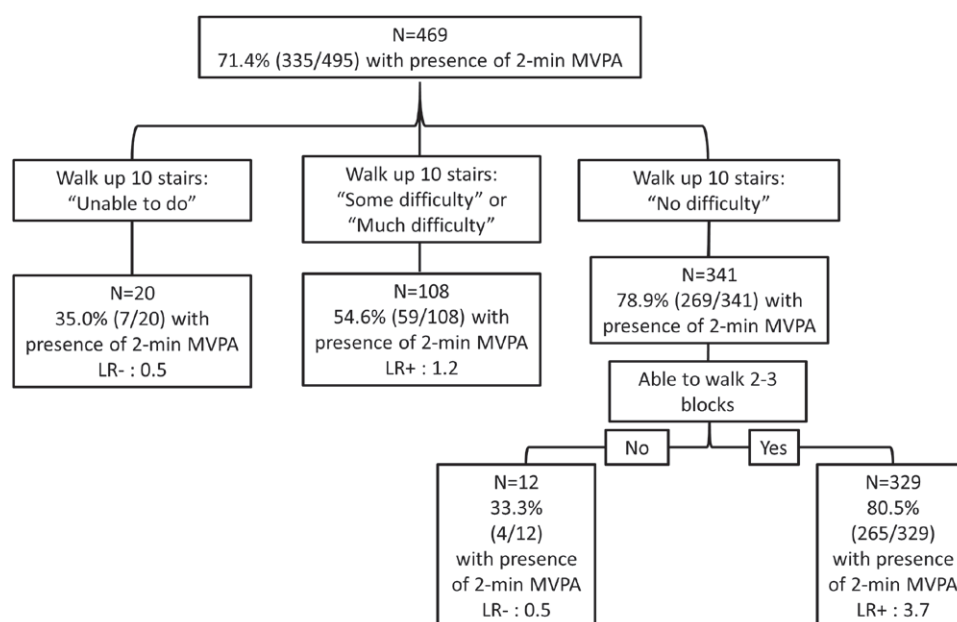 N=469
71.4% (335/495) with presence of 2-min MVPA
Walk up 10 stairs:
"Unable to do"
Walk up 10 stairs:
"Some difficulty" or
"Much difficulty"
Walk up 10 stairs:
"No difficulty"
N=20
35.0% (7/20) with
presence of 2-min MVPA
LR- : 0.5
N=108
54.6% (59/108) with
presence of 2-min MVPA
LR+ : 1.2
N=341
78.9% (269/341) with
presence of 2-min MVPA
Able to walk 2-3
blocks
No
Yes
N=12
33.3%
(4/12)
with presence
of 2-min MVPA
LR- : 0.5
N=329
80.5%
(265/329)
with presence
of 2-min MVPA
LR+ : 3.7